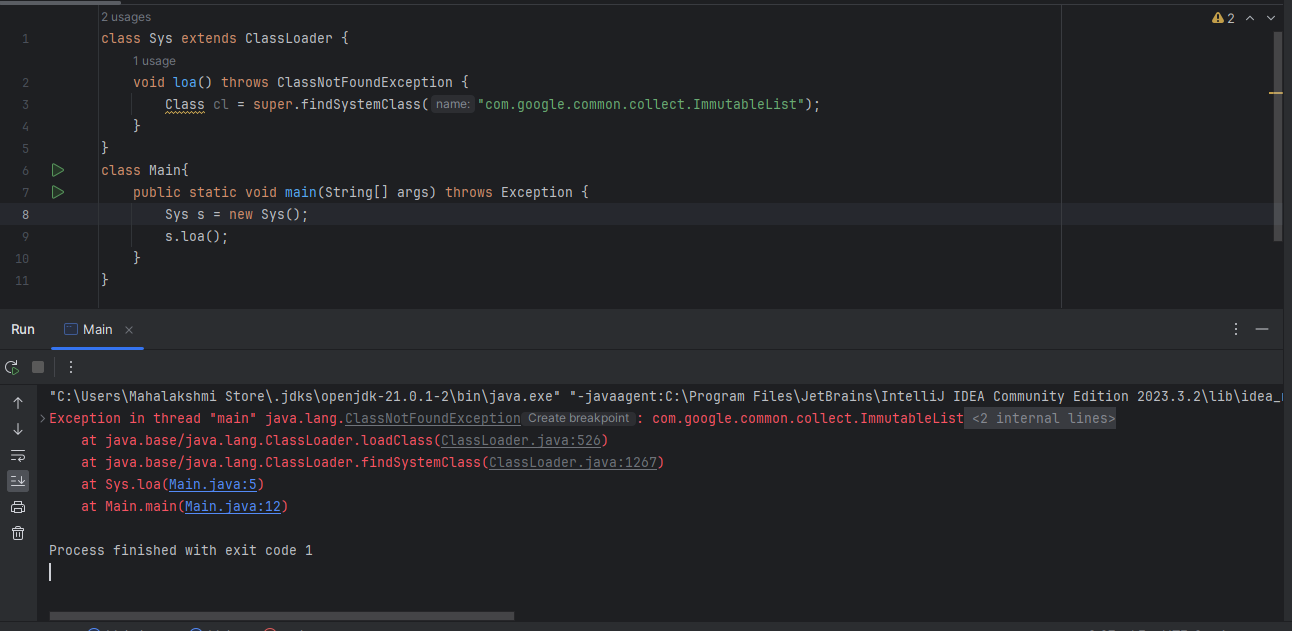 2 usages
2
1 class Sys extends ClassLoader {
1 usage
2 void loa() throws ClassNotFoundException {
3 Class cl = super.findSystemClass( name: "com.google.common.collect.ImmutableList");
4 }
5 }
6 class Main{
7 public static void main(String[] args) throws Exception {
8 Sys s = new Sys();
9 s.loa();
10 }
11 }
Run Main
"C:\Users\Mahalakshmi Store\.jdks\openjdk-21.0.1-2\bin\java.exe" "-javaagent:C:\Program Files\JetBrains\IntelliJ IDEA Community Edition 2023.3.2\lib\idea_
Exception in thread "main" java.lang.ClassNotFoundException Create breakpoint : com.google.common.collect.ImmutableList <2 internal lines>
at java.base/java.lang.ClassLoader.loadClass(ClassLoader.java:526)
at java.base/java.lang.ClassLoader.findSystemClass(ClassLoader.java:1267)
at Sys.loa(Main.java:5)
at Main.main(Main.java:12)
Process finished with exit code 1